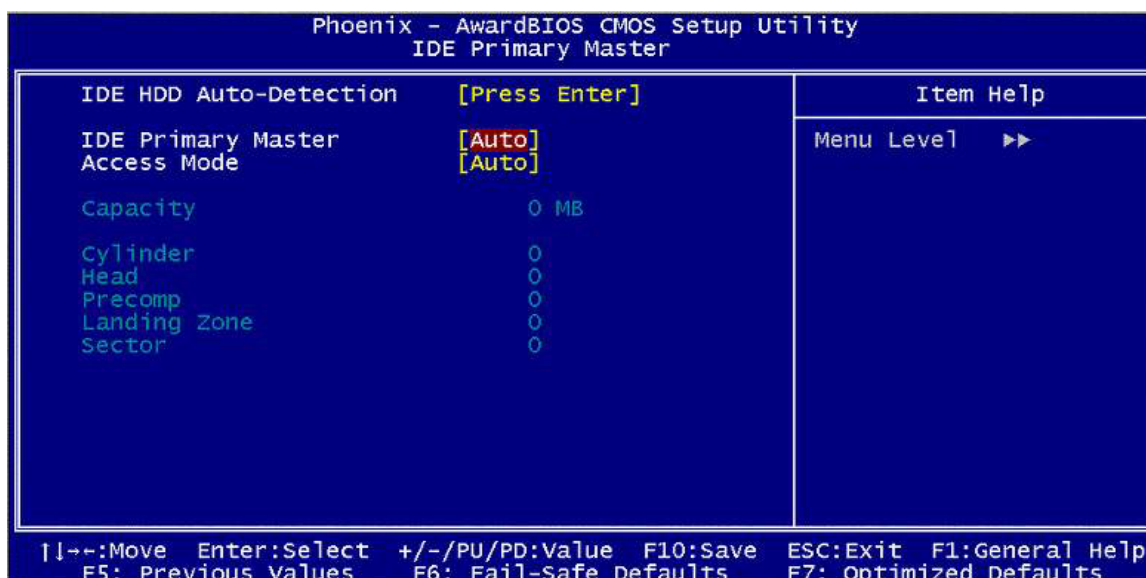 Phoenix - AwardBIOS CMOS Setup Utility
IDE Primary Master
IDE HDD Auto-Detection [Press Enter]
Item Help
IDE Primary Master [Auto]
Menu Level ▶▶
Access Mode [Auto]
Capacity 0 MB
Cylinder 0
Head 0
Precomp 0
Landing Zone 0
Sector 0
↑↓→←:Move Enter:Select +/-/PU/PD:Value F10:Save ESC:Exit F1:General Help
F5: Previous Values F6: Fail-Safe Defaults F7: Optimized Defaults